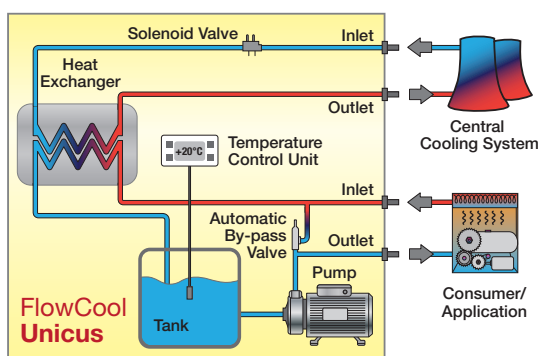 Solenoid Valve
Inlet
Heat
Exchanger
Outlet
Central
Cooling System
+20°C
Temperature
Control Unit
Inlet
Automatic
By-pass
Valve
Outlet
Pump
Consumer/
Application
FlowCool
Unicus
Tank